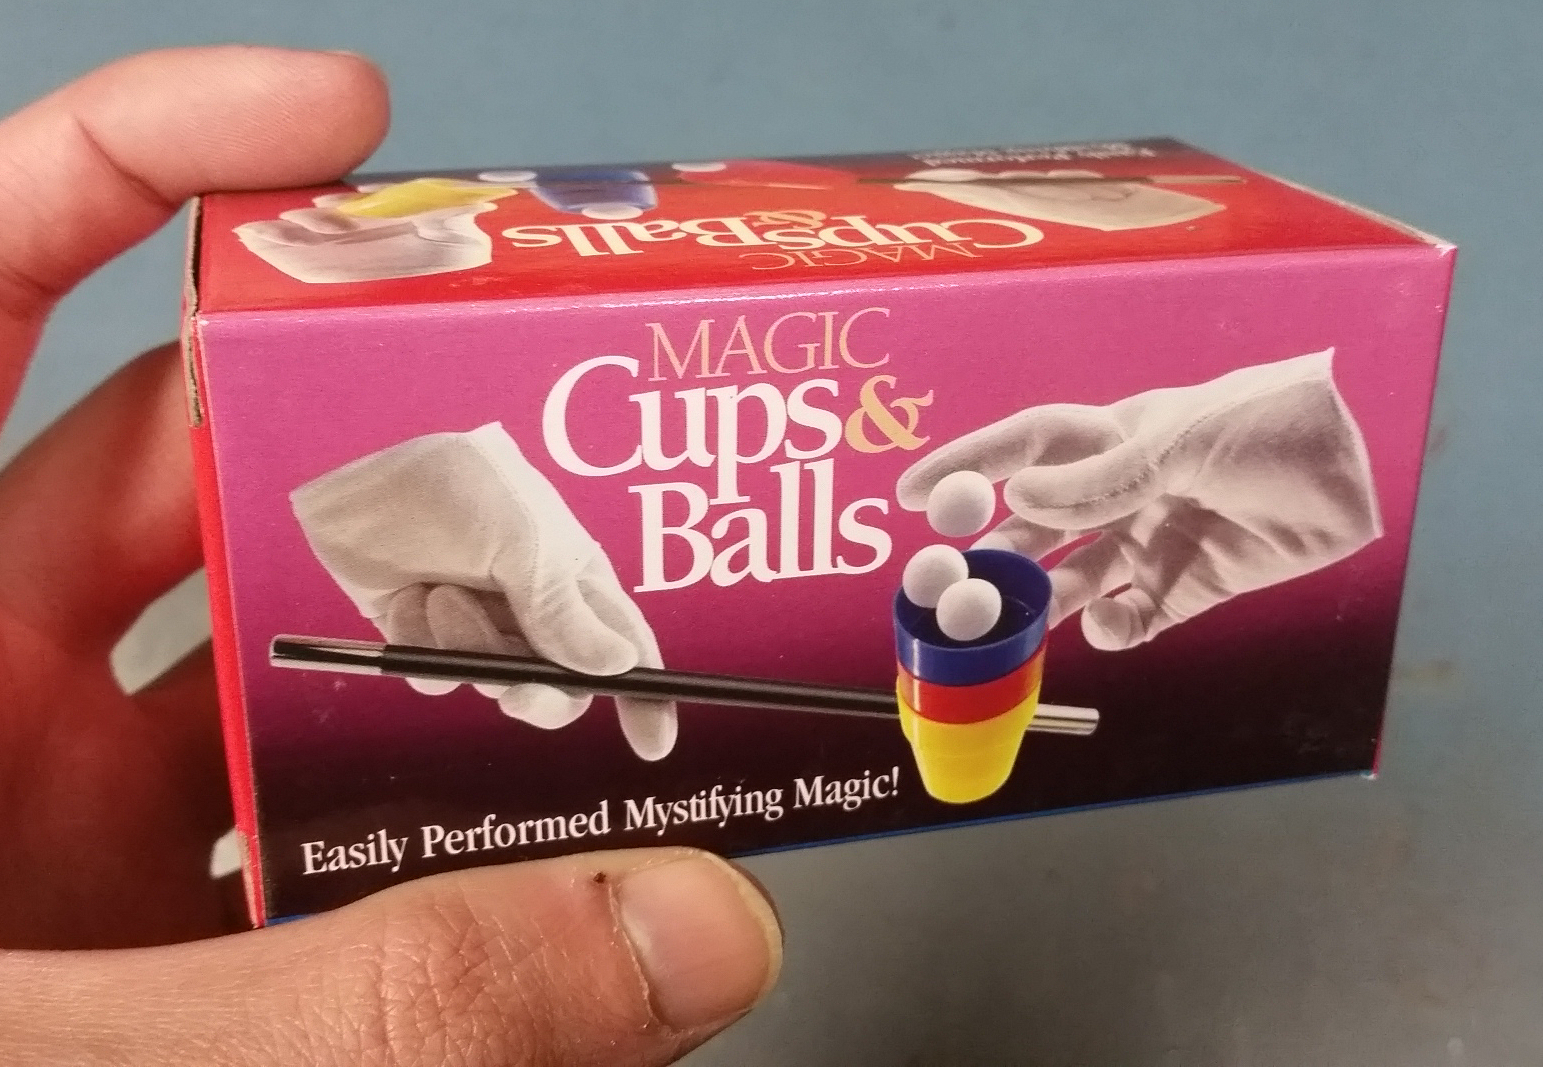 MAGIC
Cups &
Balls
Easily Performed Mystifying Magic!
MAGIC
Cups & Balls